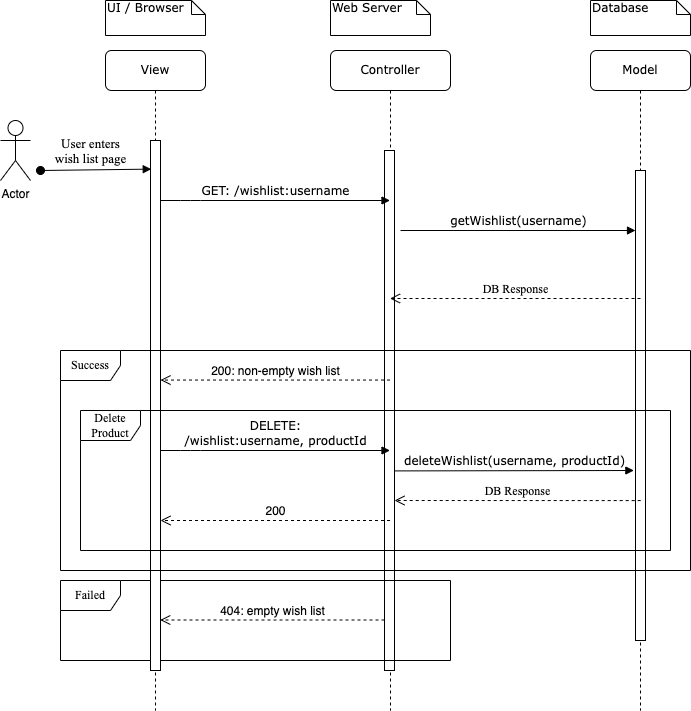 UI / Browser
Web Server
Database
View
Controller
Model
User enters
wish list page
Actor
GET: /wishlist:username
getWishlist(username)
DB Response
Success
200: non-empty wish list
Delete
Product
DELETE:
/wishlist:username, productId
deleteWishlist(username, productId)
DB Response
200
Failed
404: empty wish list